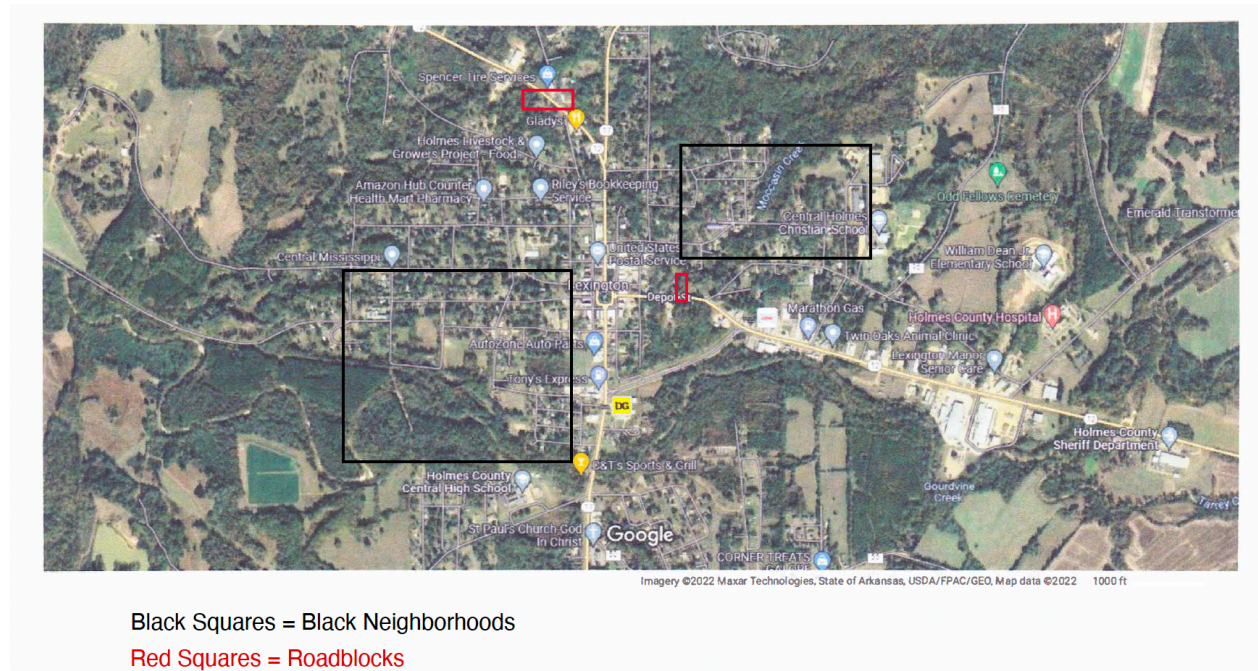 Spencer Tire Services
Gladys
Holmes Livestock &
Growers Project - Food
Amazon Hub Counter
Health Mart Pharmacy
Riley's Bookkeeping
Service
Moccasin Creek
Odd Fellows Cemetery
Central Holmes
Christian School
Emerald Transformer
Central Mississippi
United States
Postal Service
William Dean Jr.
Elementary School
Lexington
Depot St
Marathon Gas
Holmes County Hospital
AutoZone Auto Parts
Twin Oaks Animal Clinic
Lexington Manor
Senior Care
Tony's Express
DG
12
17
Holmes County
Sheriff Department
C&T's Sports & Grill
Holmes County
Central High School
Gourdvine
Creek
St Paul's Church God
In Christ
Google
CORNER TREATS
GALORE
Imagery ©2022 Maxar Technologies, State of Arkansas, USDA/FPAC/GEO, Map data ©2022 1000 ft
Black Squares = Black Neighborhoods
Red Squares = Roadblocks